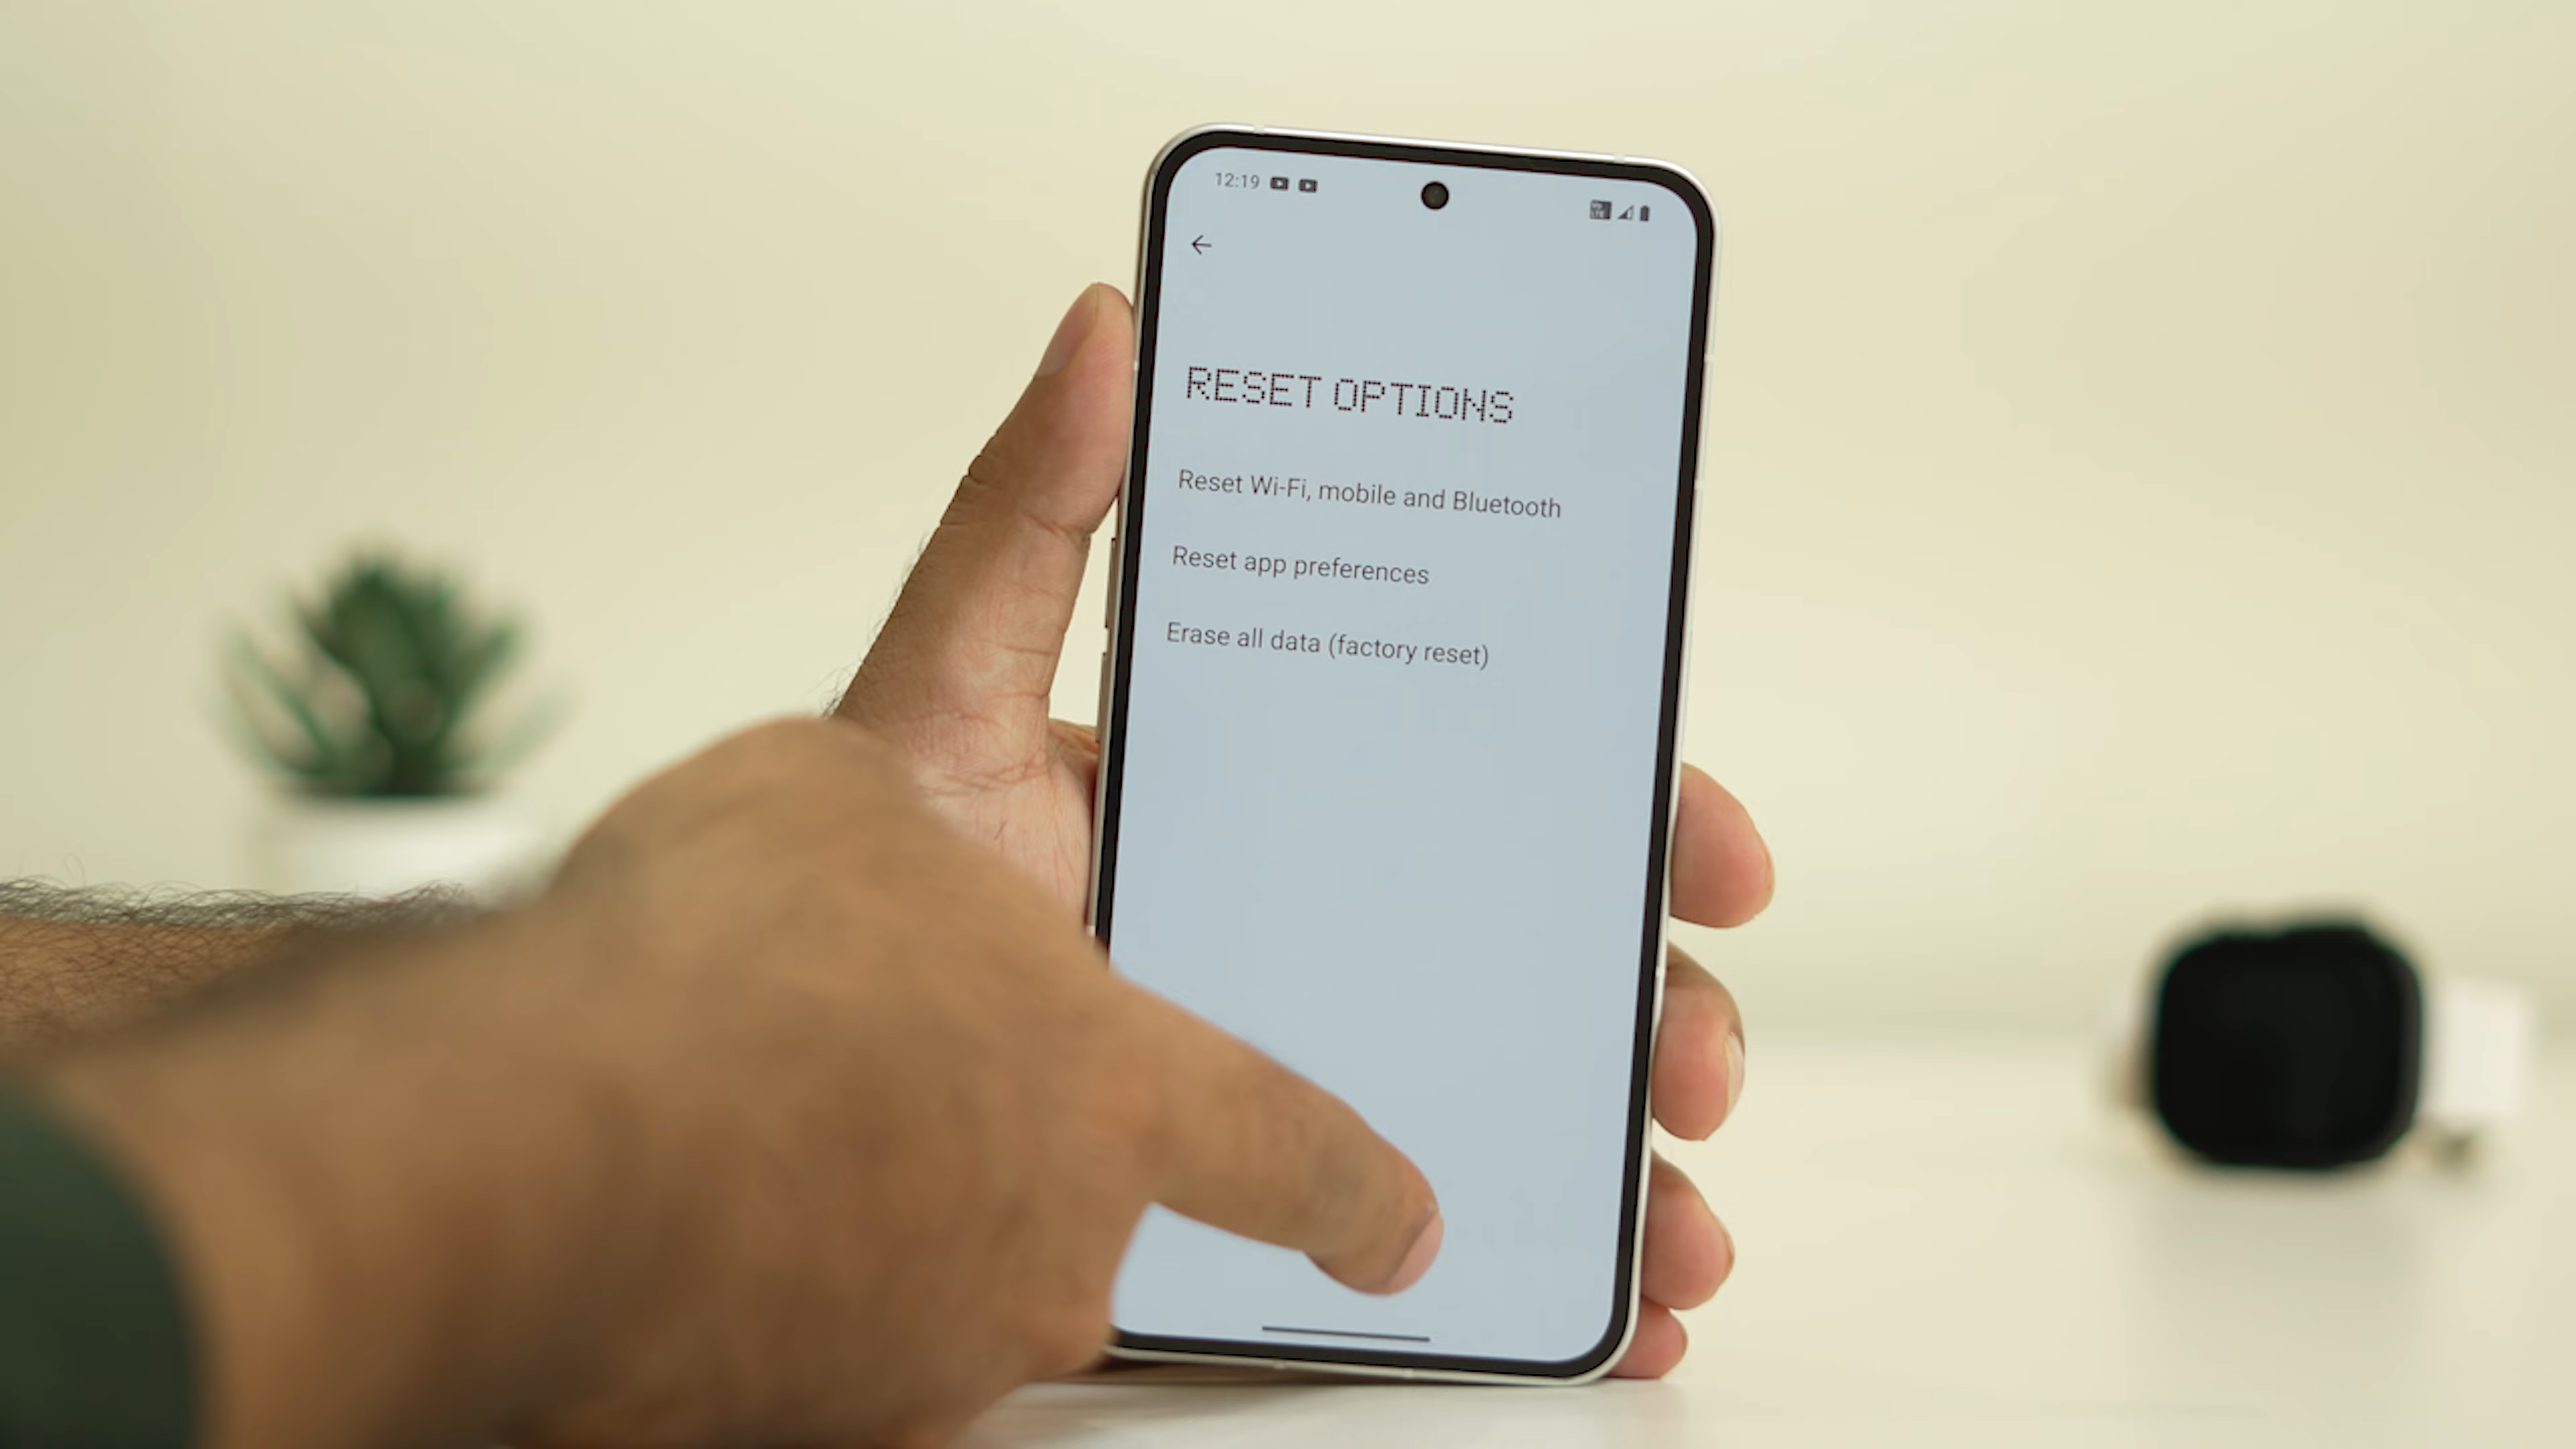 12:19
RESET OPTIONS
Reset Wi-Fi, mobile and Bluetooth
Reset app preferences
Erase all data (factory reset)